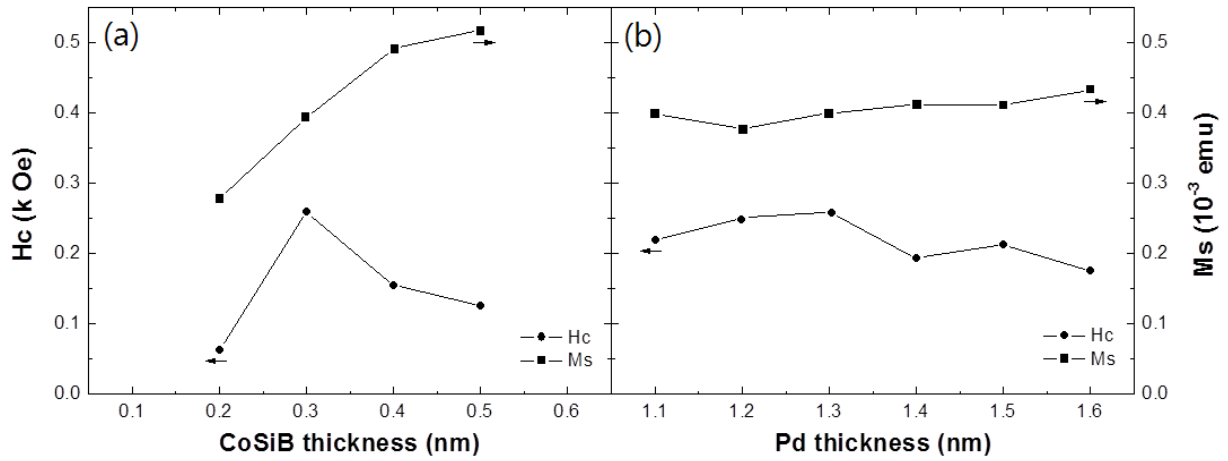 (a)
Hc (k Oe)
0.5
0.4
0.3
0.2
0.1
0.0
Hc
Ms
0.1 0.2 0.3 0.4 0.5 0.6
CoSiB thickness (nm)
(b)
Hc
Ms
1.1 1.2 1.3 1.4 1.5 1.6
Pd thickness (nm)
0.5
0.4
0.3
0.2
0.1
0.0
Ms (10⁻³ emu)